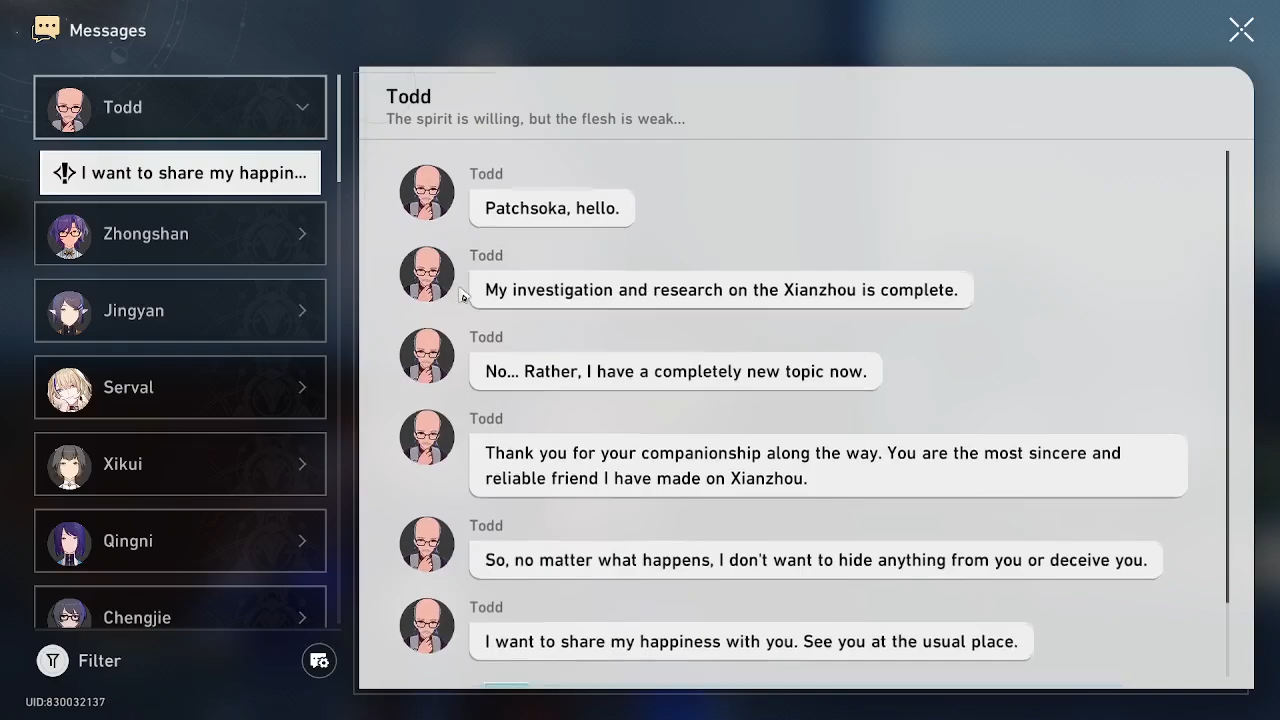 Messages
Todd
I want to share my happin...
Zhongshan
Jingyan
Serval
Xikui
Qingni
Chengjie
Filter
UID:830032137
Todd
The spirit is willing, but the flesh is weak...
Todd
Patchsoka, hello.
Todd
My investigation and research on the Xianzhou is complete.
Todd
No... Rather, I have a completely new topic now.
Todd
Thank you for your companionship along the way. You are the most sincere and
reliable friend I have made on Xianzhou.
Todd
So, no matter what happens, I don't want to hide anything from you or deceive you.
Todd
I want to share my happiness with you. See you at the usual place.